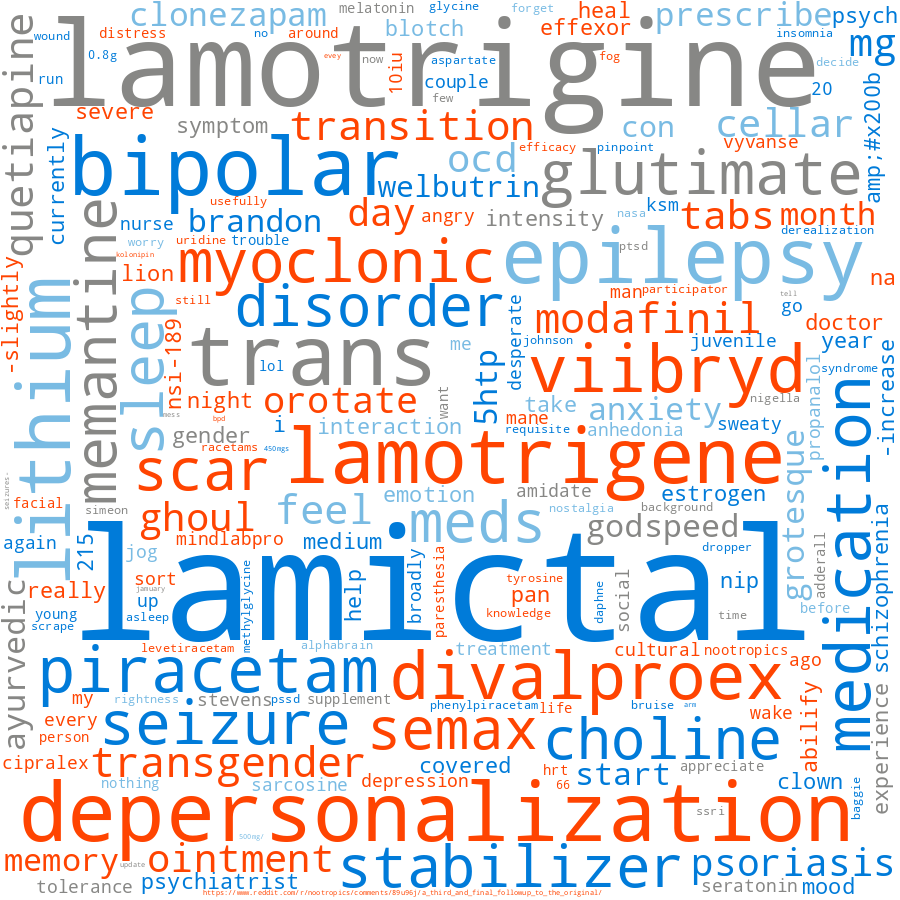 clonezapam
melatonin
glycine
forget
heal
prescribe
psych
wound
distress
no
around
effexor
blotch
insomnia
mg
0.8g
lamotrigine
evey
now
aspartate
fog
decide
quetiapine
run
10iu
couple
few
20
severe
symptom
transition
con
cellar
vyvanse
amp;#x200b
currently
bipolar
ocd
efficacy
pinpoint
glutimate
welbutrin
usefully
nasa
ksm
tabs
month
nurse
brandon
day
angry
intensity
derealization
worry
uridine
trouble
ptsd
kolonipin
myoclonic
epilepsy
-slightly
lion
memantine
na
lithium
sleep
still
disorder
man
participator
tell
go
modafinil
doctor
nsi-189
trans
lol
me
desperate
johnson
juvenile
year
5htp
viibryd
propanalol
syndrome
-increase
night
orotate
want
take
anxiety
nigella
mess
bpd
i
interaction
mane
requisite
anhedonia
sweaty
gender
racetams
450mgs
scar
lamotrigene
medication
seizures-
facial
simeon
ghoul
feel
emotion
amidate
estrogen
grotesque
nostalgia
background
meds
godspeed
again
215
jog
mindlabpro
medium
dropper
adderall
schizophrenia
lamictal
ayurvedic
really
sort
january
methylglycine
help
broadly
paresthesia
tyrosine
pan
daphne
social
nip
young
up
knowledge
time
before
scrape
asleep
levetiracetam
alphabrain
treatment
cultural
nootropics
ago
piracetam
divalproex
my
rightness
stevens
pssd
supplement
phenylpiracetam
life
bruise
arm
wake
abilify
experience
every
seizure
semax
choline
person
cipralex
transgender
covered
hrt
start
appreciate
nothing
sarcosine
depression
66
clown
baggie
depersonalization
ssri
500mg/
memory
update
ointment
stabilizer
psoriasis
tolerance
psychiatrist
seratonin
mood
https://www.reddit.com/r/nootropics/comments/89u96j/a_third_and_final_followup_to_the_original/